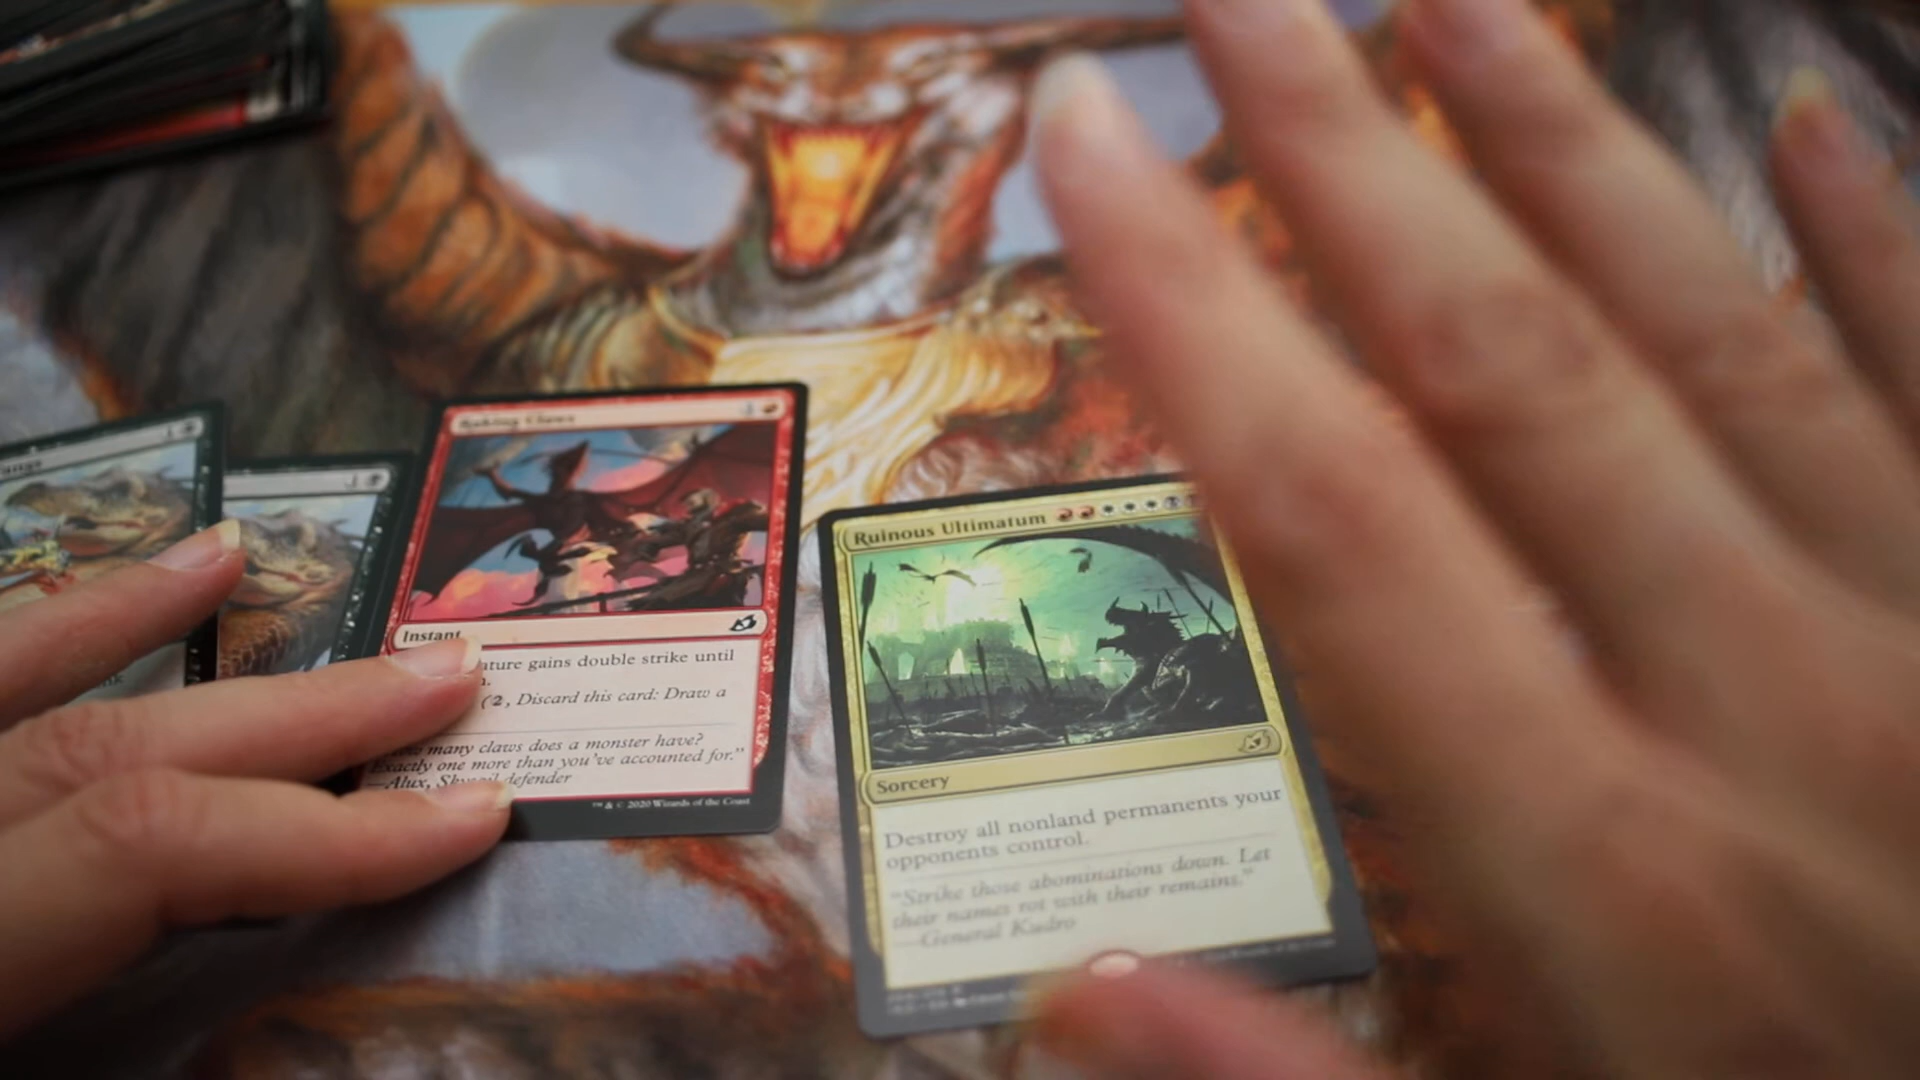 Raking Claws
Instant
ature gains double strike until
n.
(2, Discard this card: Draw a
many claws does a monster have?
Exactly one more than you've accounted for."
—Alux, Skysail defender
™ & © 2020 Wizards of the Coast
Ruinous Ultimatum
Sorcery
Destroy all nonland permanents your
opponents control.
"Strike those abominations down. Let
their names rot with their remains."
—General Kudro